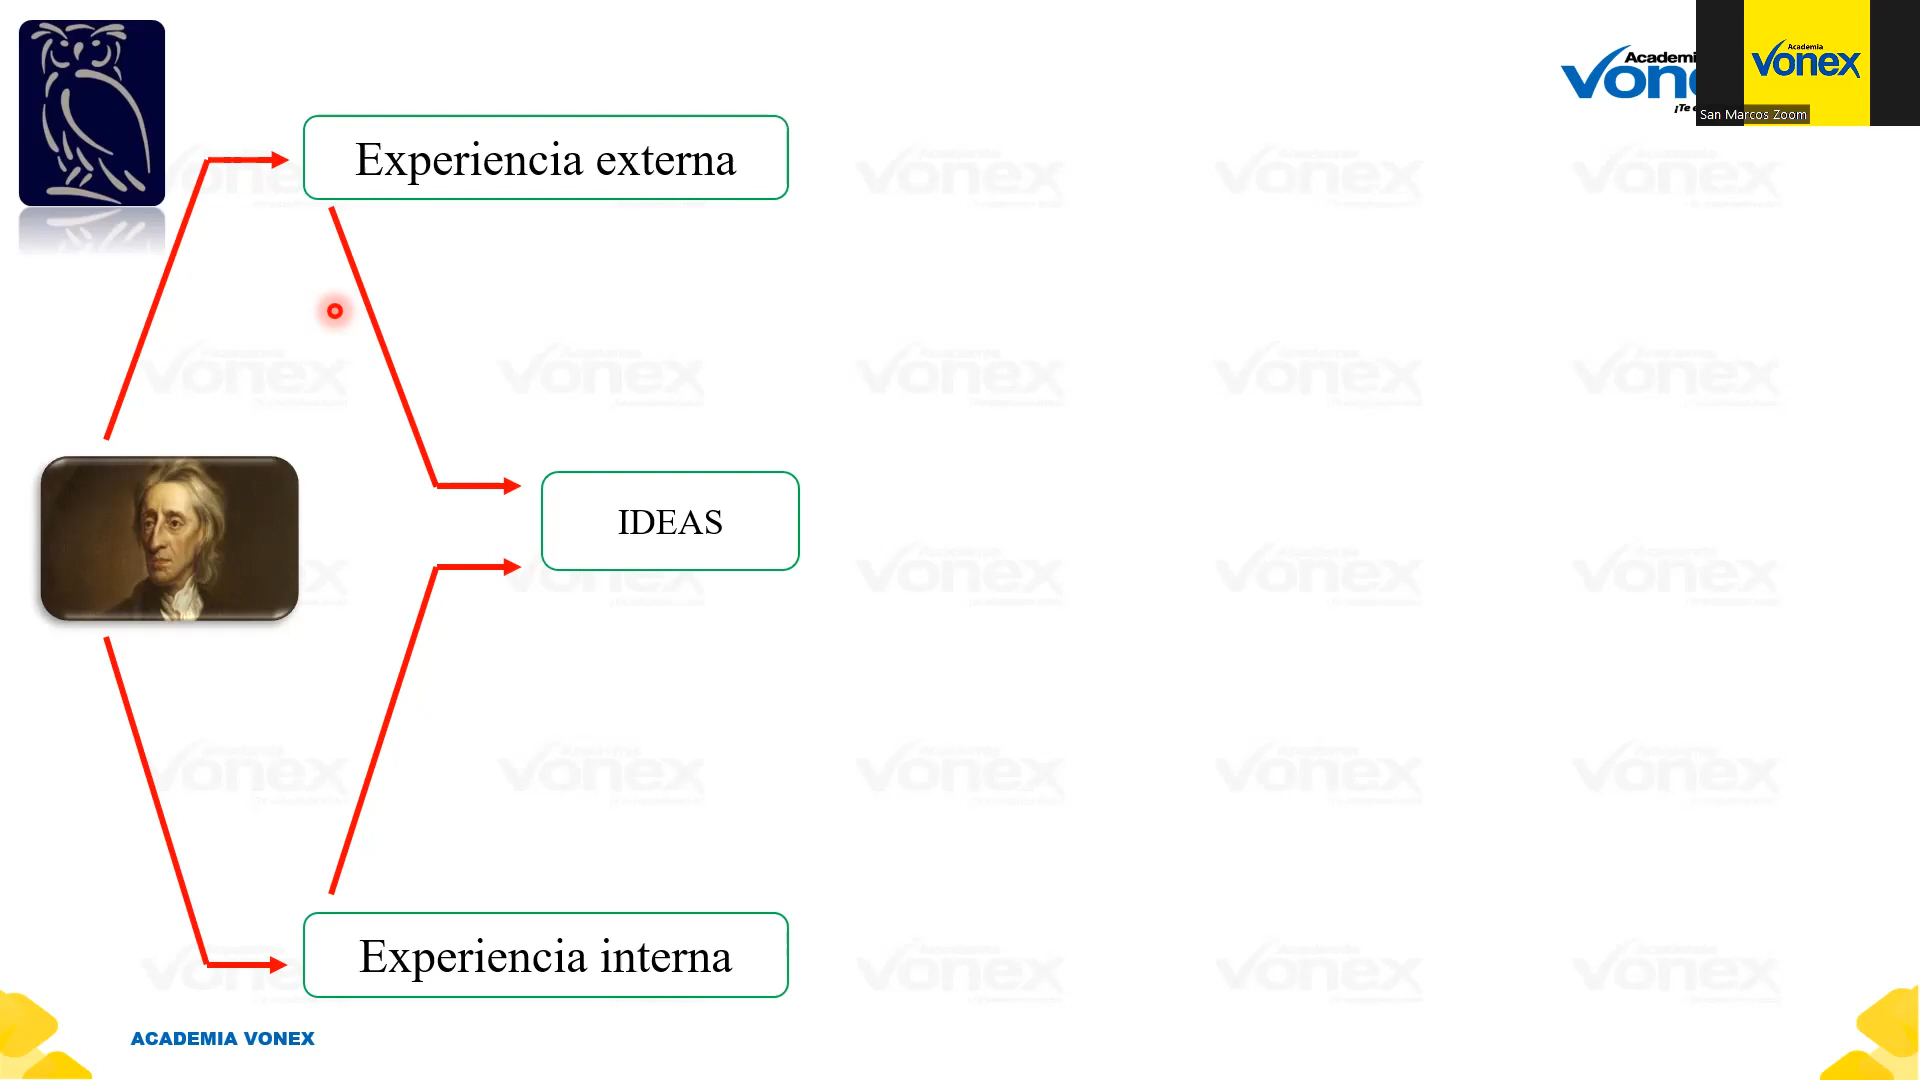 Academia
vonex
San Marcos Zoom
Experiencia externa
IDEAS
Experiencia interna
ACADEMIA VONEX